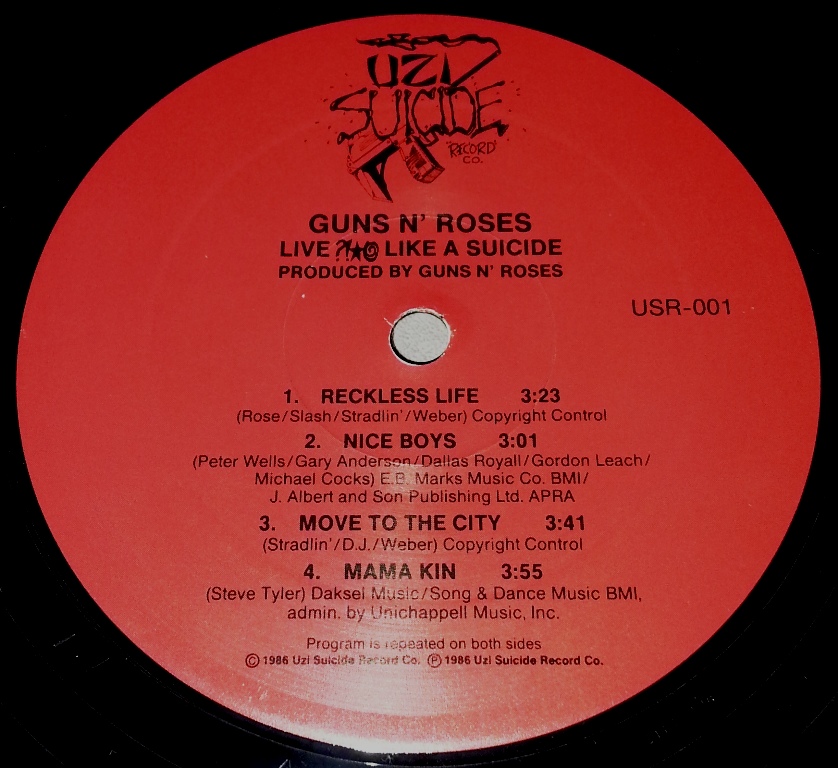 UZI
SUICIDE
RECORD
CO.
GUNS N' ROSES
LIVE ?!★@ LIKE A SUICIDE
PRODUCED BY GUNS N' ROSES
USR-001
1. RECKLESS LIFE 3:23
(Rose/Slash/Stradlin'/Weber) Copyright Control
2. NICE BOYS 3:01
(Peter Wells/Gary Anderson/Dallas Royall/Gordon Leach/
Michael Cocks) E.B. Marks Music Co. BMI/
J. Albert and Son Publishing Ltd. APRA
3. MOVE TO THE CITY 3:41
(Stradlin'/D.J./Weber) Copyright Control
4. MAMA KIN 3:55
(Steve Tyler) Daksel Music/Song & Dance Music BMI,
admin. by Unichappell Music, Inc.
Program is repeated on both sides
© 1986 Uzi Suicide Record Co. ℗ 1986 Uzi Suicide Record Co.